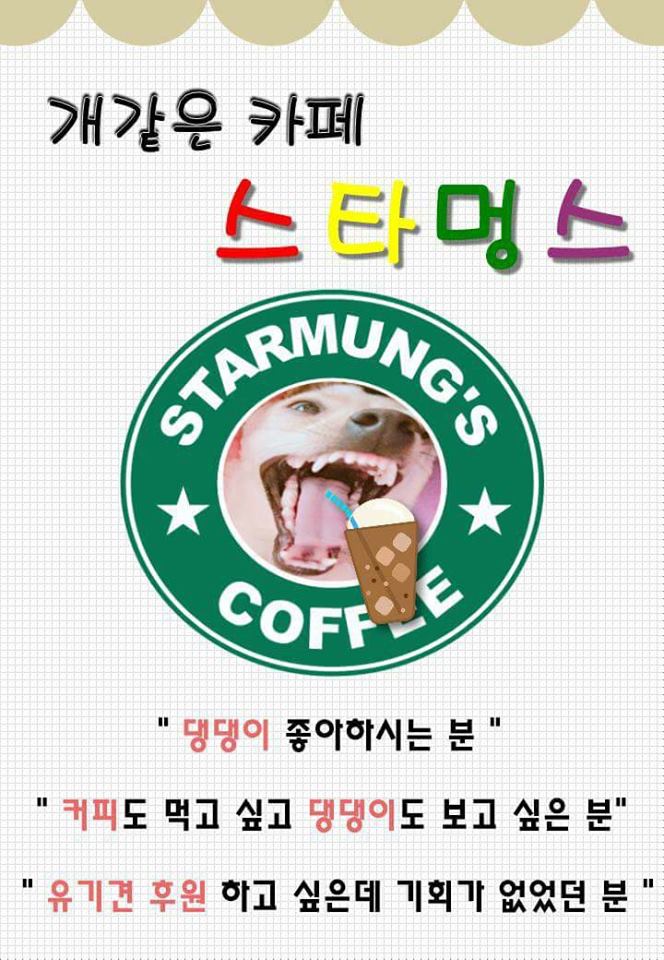 개같은 카페
스타멍스
STARMUNG'S
COFFEE
" 댕댕이 좋아하시는 분 "
" 커피도 먹고 싶고 댕댕이도 보고 싶은 분"
" 유기견 후원 하고 싶은데 기회가 없었던 분 "